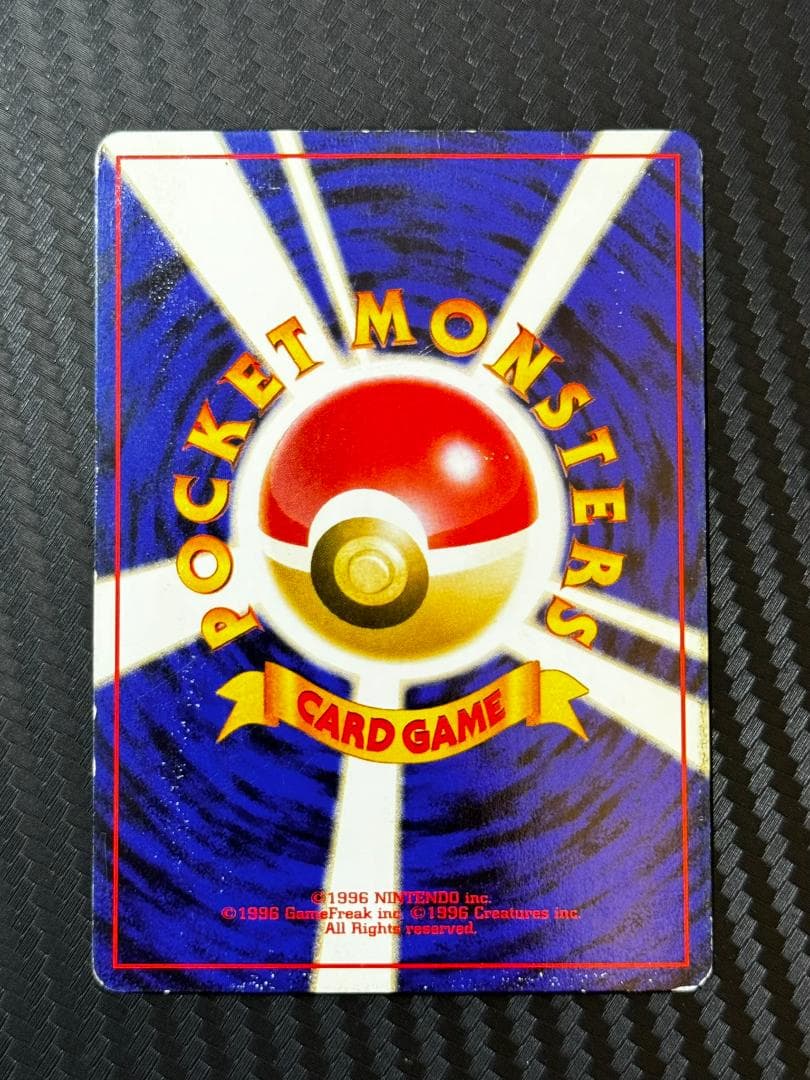 POCKET MONSTERS
CARD GAME
©1996 NINTENDO inc.
©1996 GameFreak inc. ©1996 Creatures inc.
All Rights reserved.